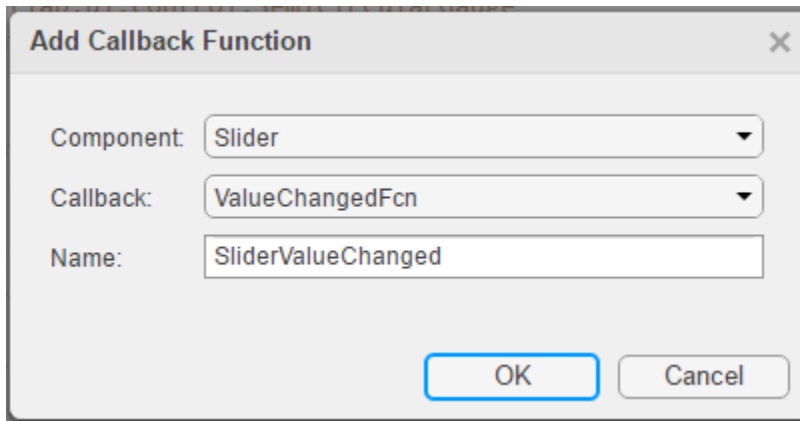 Add Callback Function
Component: Slider
Callback: ValueChangedFcn
Name: SliderValueChanged
OK Cancel